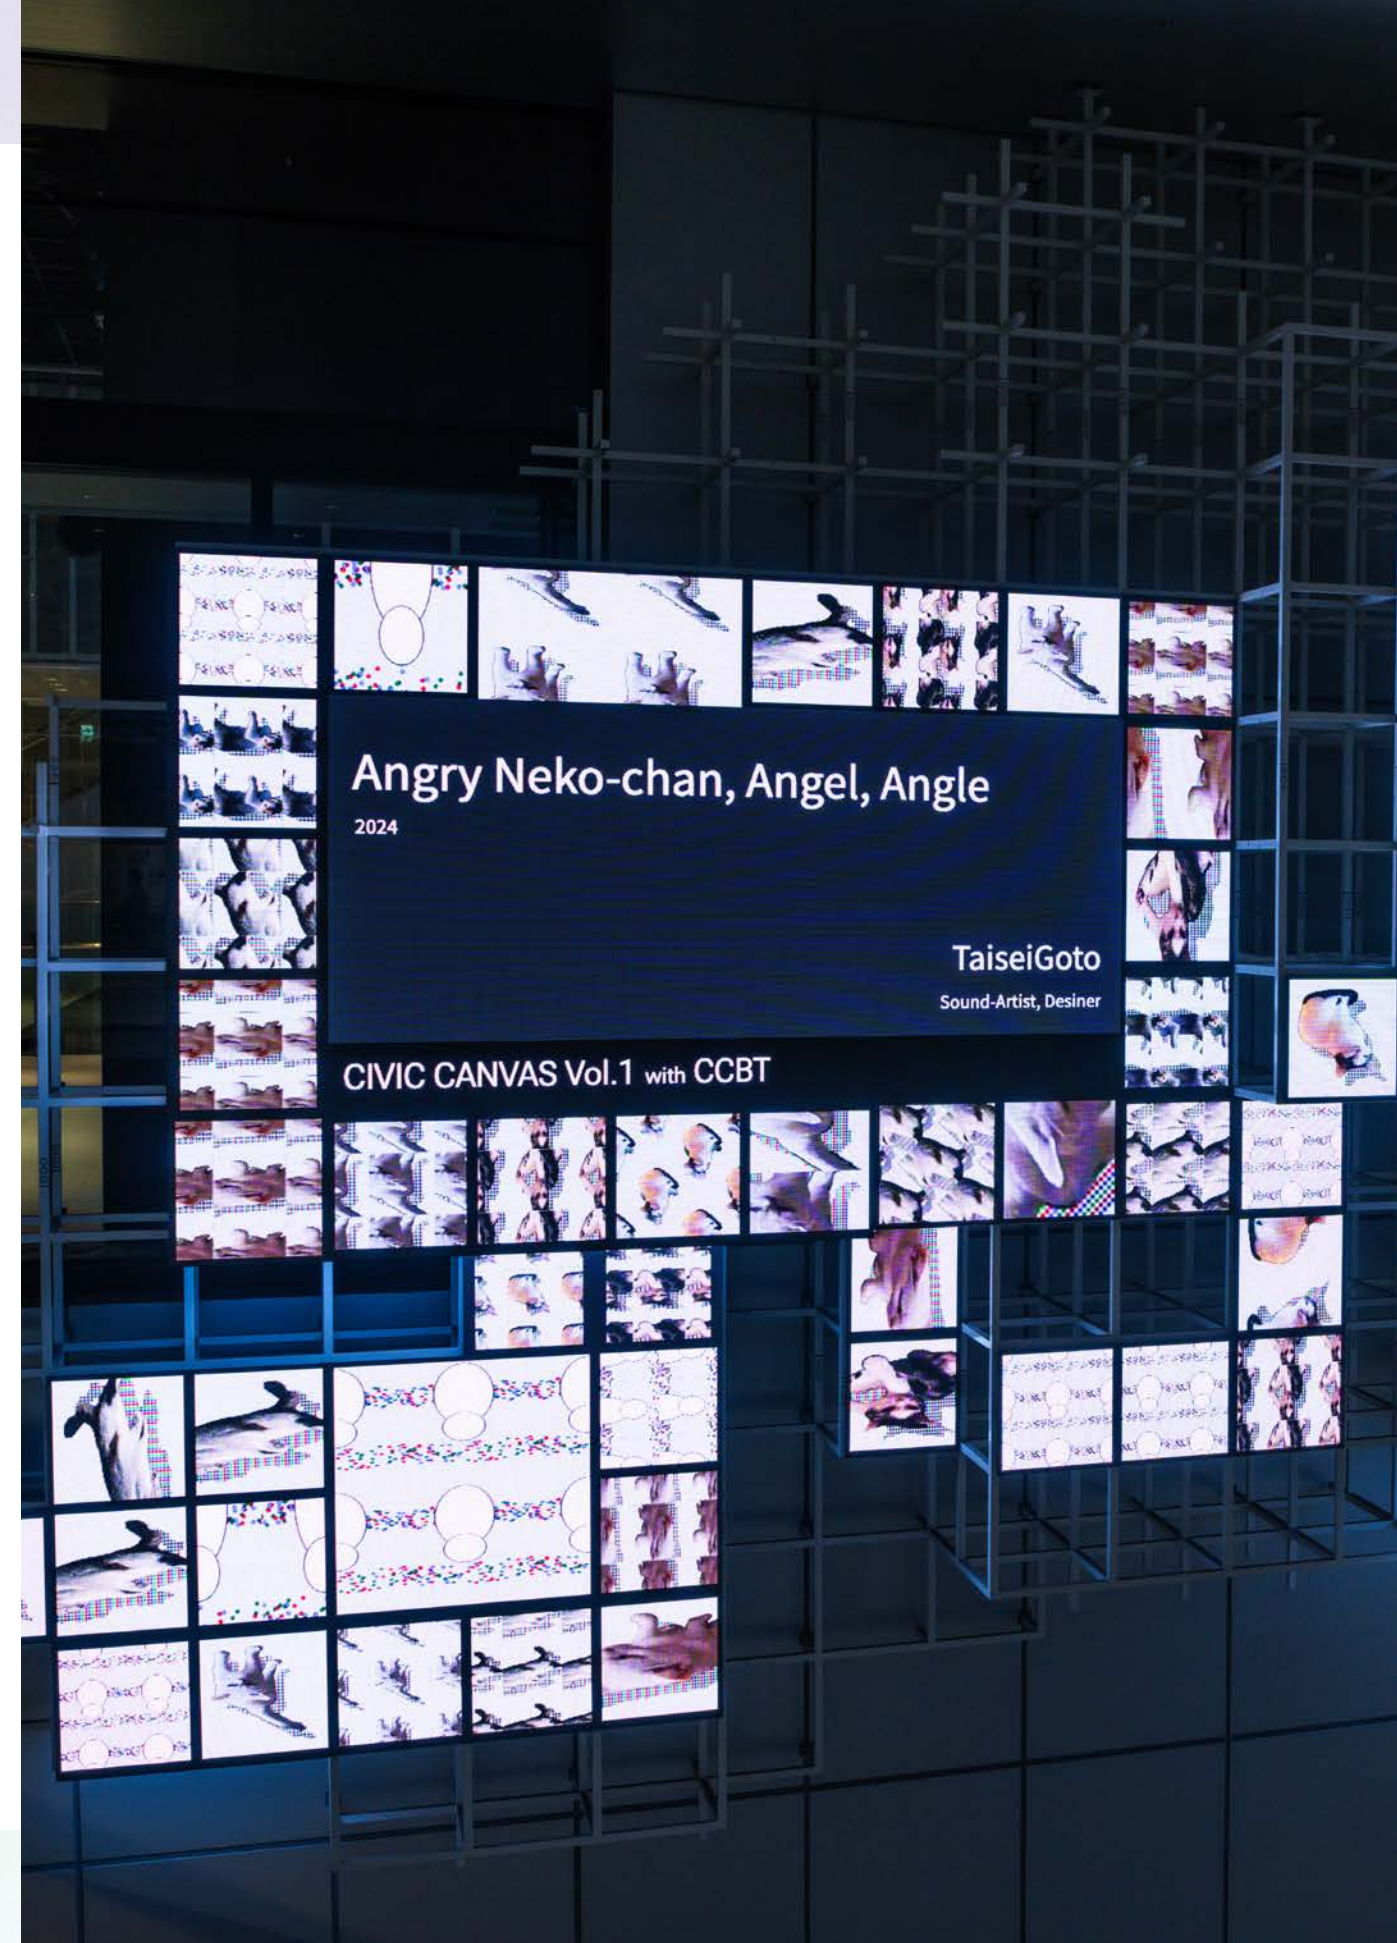 Angry Neko-chan, Angel, Angle
2024
TaiseiGoto
Sound-Artist, Desiner
CIVIC CANVAS Vol.1 with CCBT